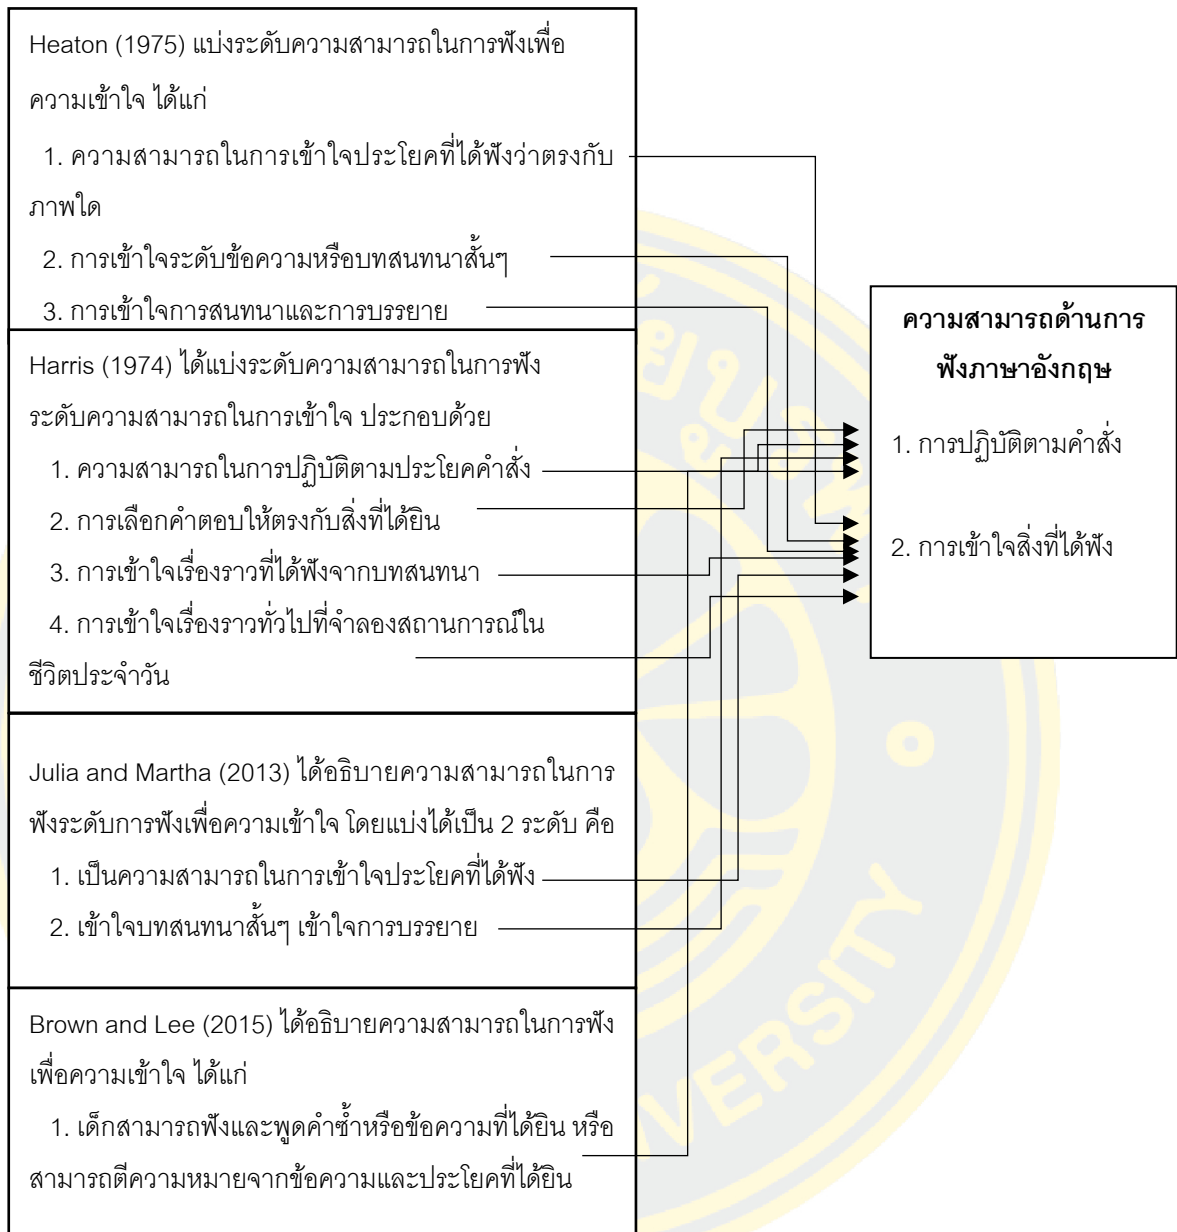 Heaton (1975) แบ่งระดับความสามารถในการฟังเพื่อ
ความเข้าใจ ได้แก่
1. ความสามารถในการเข้าใจประโยคที่ได้ฟังว่าตรงกับ
ภาพใด
2. การเข้าใจระดับข้อความหรือบทสนทนาสั้นๆ
3. การเข้าใจการสนทนาและการบรรยาย
Harris (1974) ได้แบ่งระดับความสามารถในการฟัง
ระดับความสามารถในการเข้าใจ ประกอบด้วย
1. ความสามารถในการปฏิบัติตามประโยคคำสั่ง
2. การเลือกคำตอบให้ตรงกับสิ่งที่ได้ยิน
3. การเข้าใจเรื่องราวที่ได้ฟังจากบทสนทนา
4. การเข้าใจเรื่องราวทั่วไปที่จำลองสถานการณ์ใน
ชีวิตประจำวัน
Julia and Martha (2013) ได้อธิบายความสามารถในการ
ฟังระดับการฟังเพื่อความเข้าใจ โดยแบ่งได้เป็น 2 ระดับ คือ
1. เป็นความสามารถในการเข้าใจประโยคที่ได้ฟัง
2. เข้าใจบทสนทนาสั้นๆ เข้าใจการบรรยาย
Brown and Lee (2015) ได้อธิบายความสามารถในการฟัง
เพื่อความเข้าใจ ได้แก่
1. เด็กสามารถฟังและพูดคำซ้ำหรือข้อความที่ได้ยิน หรือ
สามารถตีความหมายจากข้อความและประโยคที่ได้ยิน
ความสามารถด้านการ
ฟังภาษาอังกฤษ
1. การปฏิบัติตามคำสั่ง
2. การเข้าใจสิ่งที่ได้ฟัง